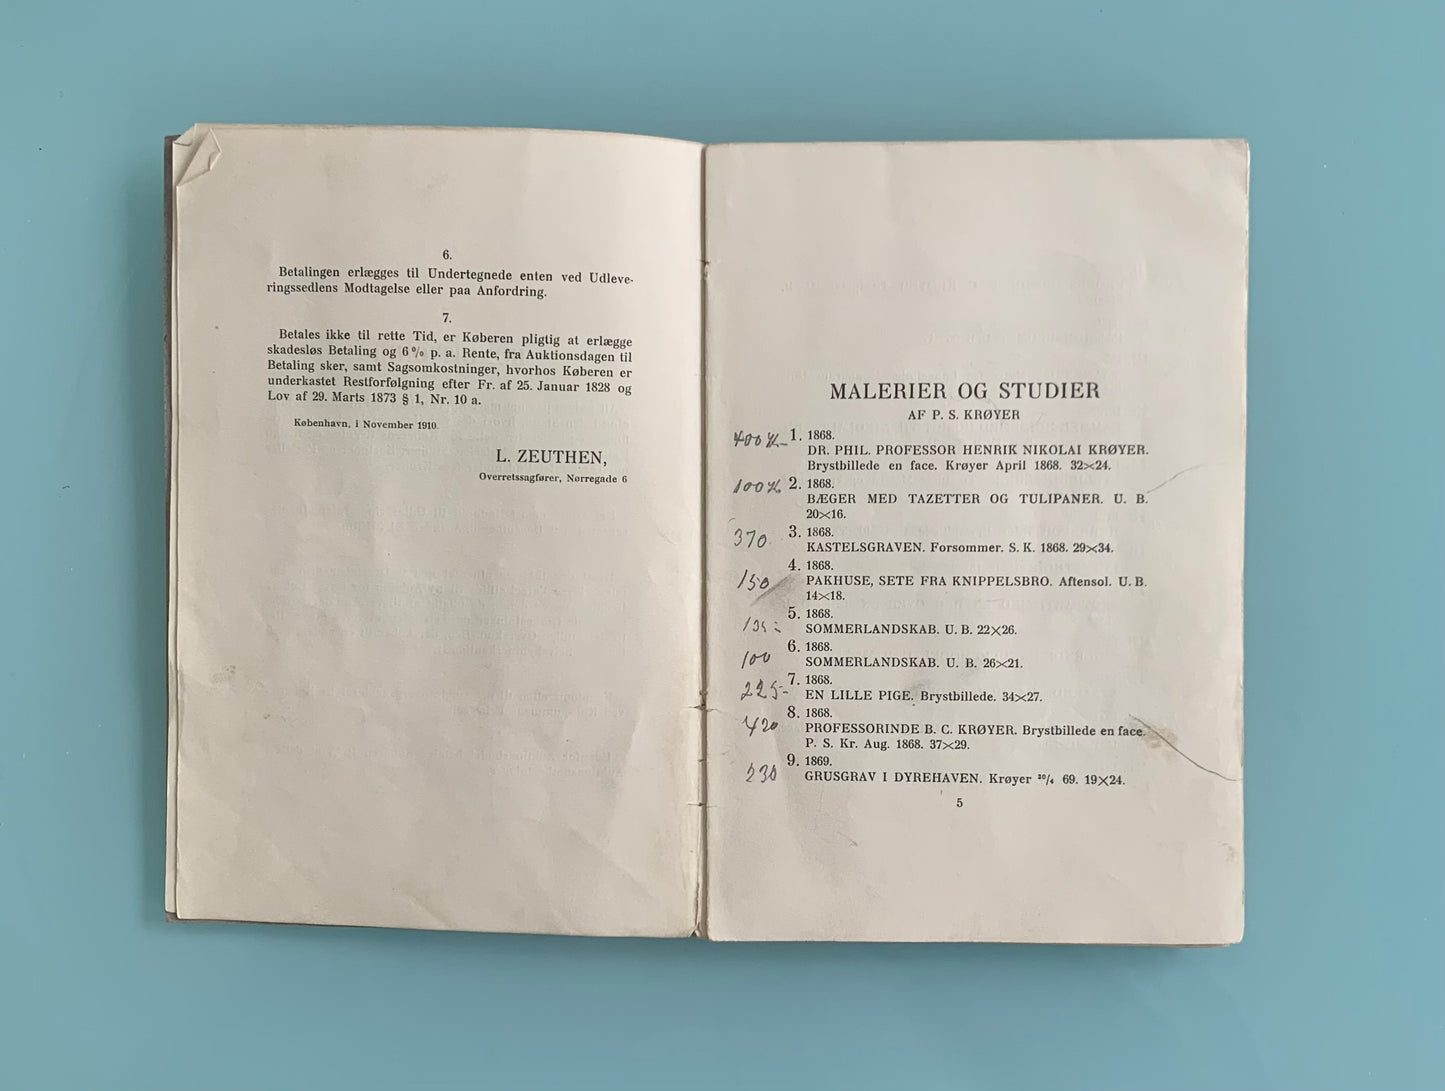 6.
Betalingen erlægges til Undertegnede enten ved Udleve-
ringssedlens Modtagelse eller paa Anfordring.
7.
Betales ikke til rette Tid, er Køberen pligtig at erlægge
skadesløs Betaling og 6 % p. a. Rente, fra Auktionsdagen til
Betaling sker, samt Sagsomkostninger, hvorhos Køberen er
underkastet Restforfølgning efter Fr. af 25. Januar 1828 og
Lov af 29. Marts 1873 § 1, Nr. 10 a.
København, i November 1910.
L. ZEUTHEN,
Overretssagfører, Nørregade 6
MALERIER OG STUDIER
AF P. S. KRØYER
400 1. 1868.
DR. PHIL. PROFESSOR HENRIK NIKOLAI KRØYER.
Brystbillede en face. Krøyer April 1868. 32×24.
100 2. 1868.
BÆGER MED TAZETTER OG TULIPANER. U. B.
20×16.
370 3. 1868.
KASTELSGRAVEN. Forsommer. S. K. 1868. 29×34.
4. 1868.
150 PAKHUSE, SETE FRA KNIPPELSBRO. Aftensol. U. B.
14×18.
5. 1868.
SOMMERLANDSKAB. U. B. 22×26.
6. 1868.
100 SOMMERLANDSKAB. U. B. 26×21.
7. 1868.
225- EN LILLE PIGE. Brystbillede. 34×27.
8. 1868.
420 PROFESSORINDE B. C. KRØYER. Brystbillede en face.
P. S. Kr. Aug. 1868. 37×29.
9. 1869.
230 GRUSGRAV I DYREHAVEN. Krøyer 30/4 69. 19×24.
5